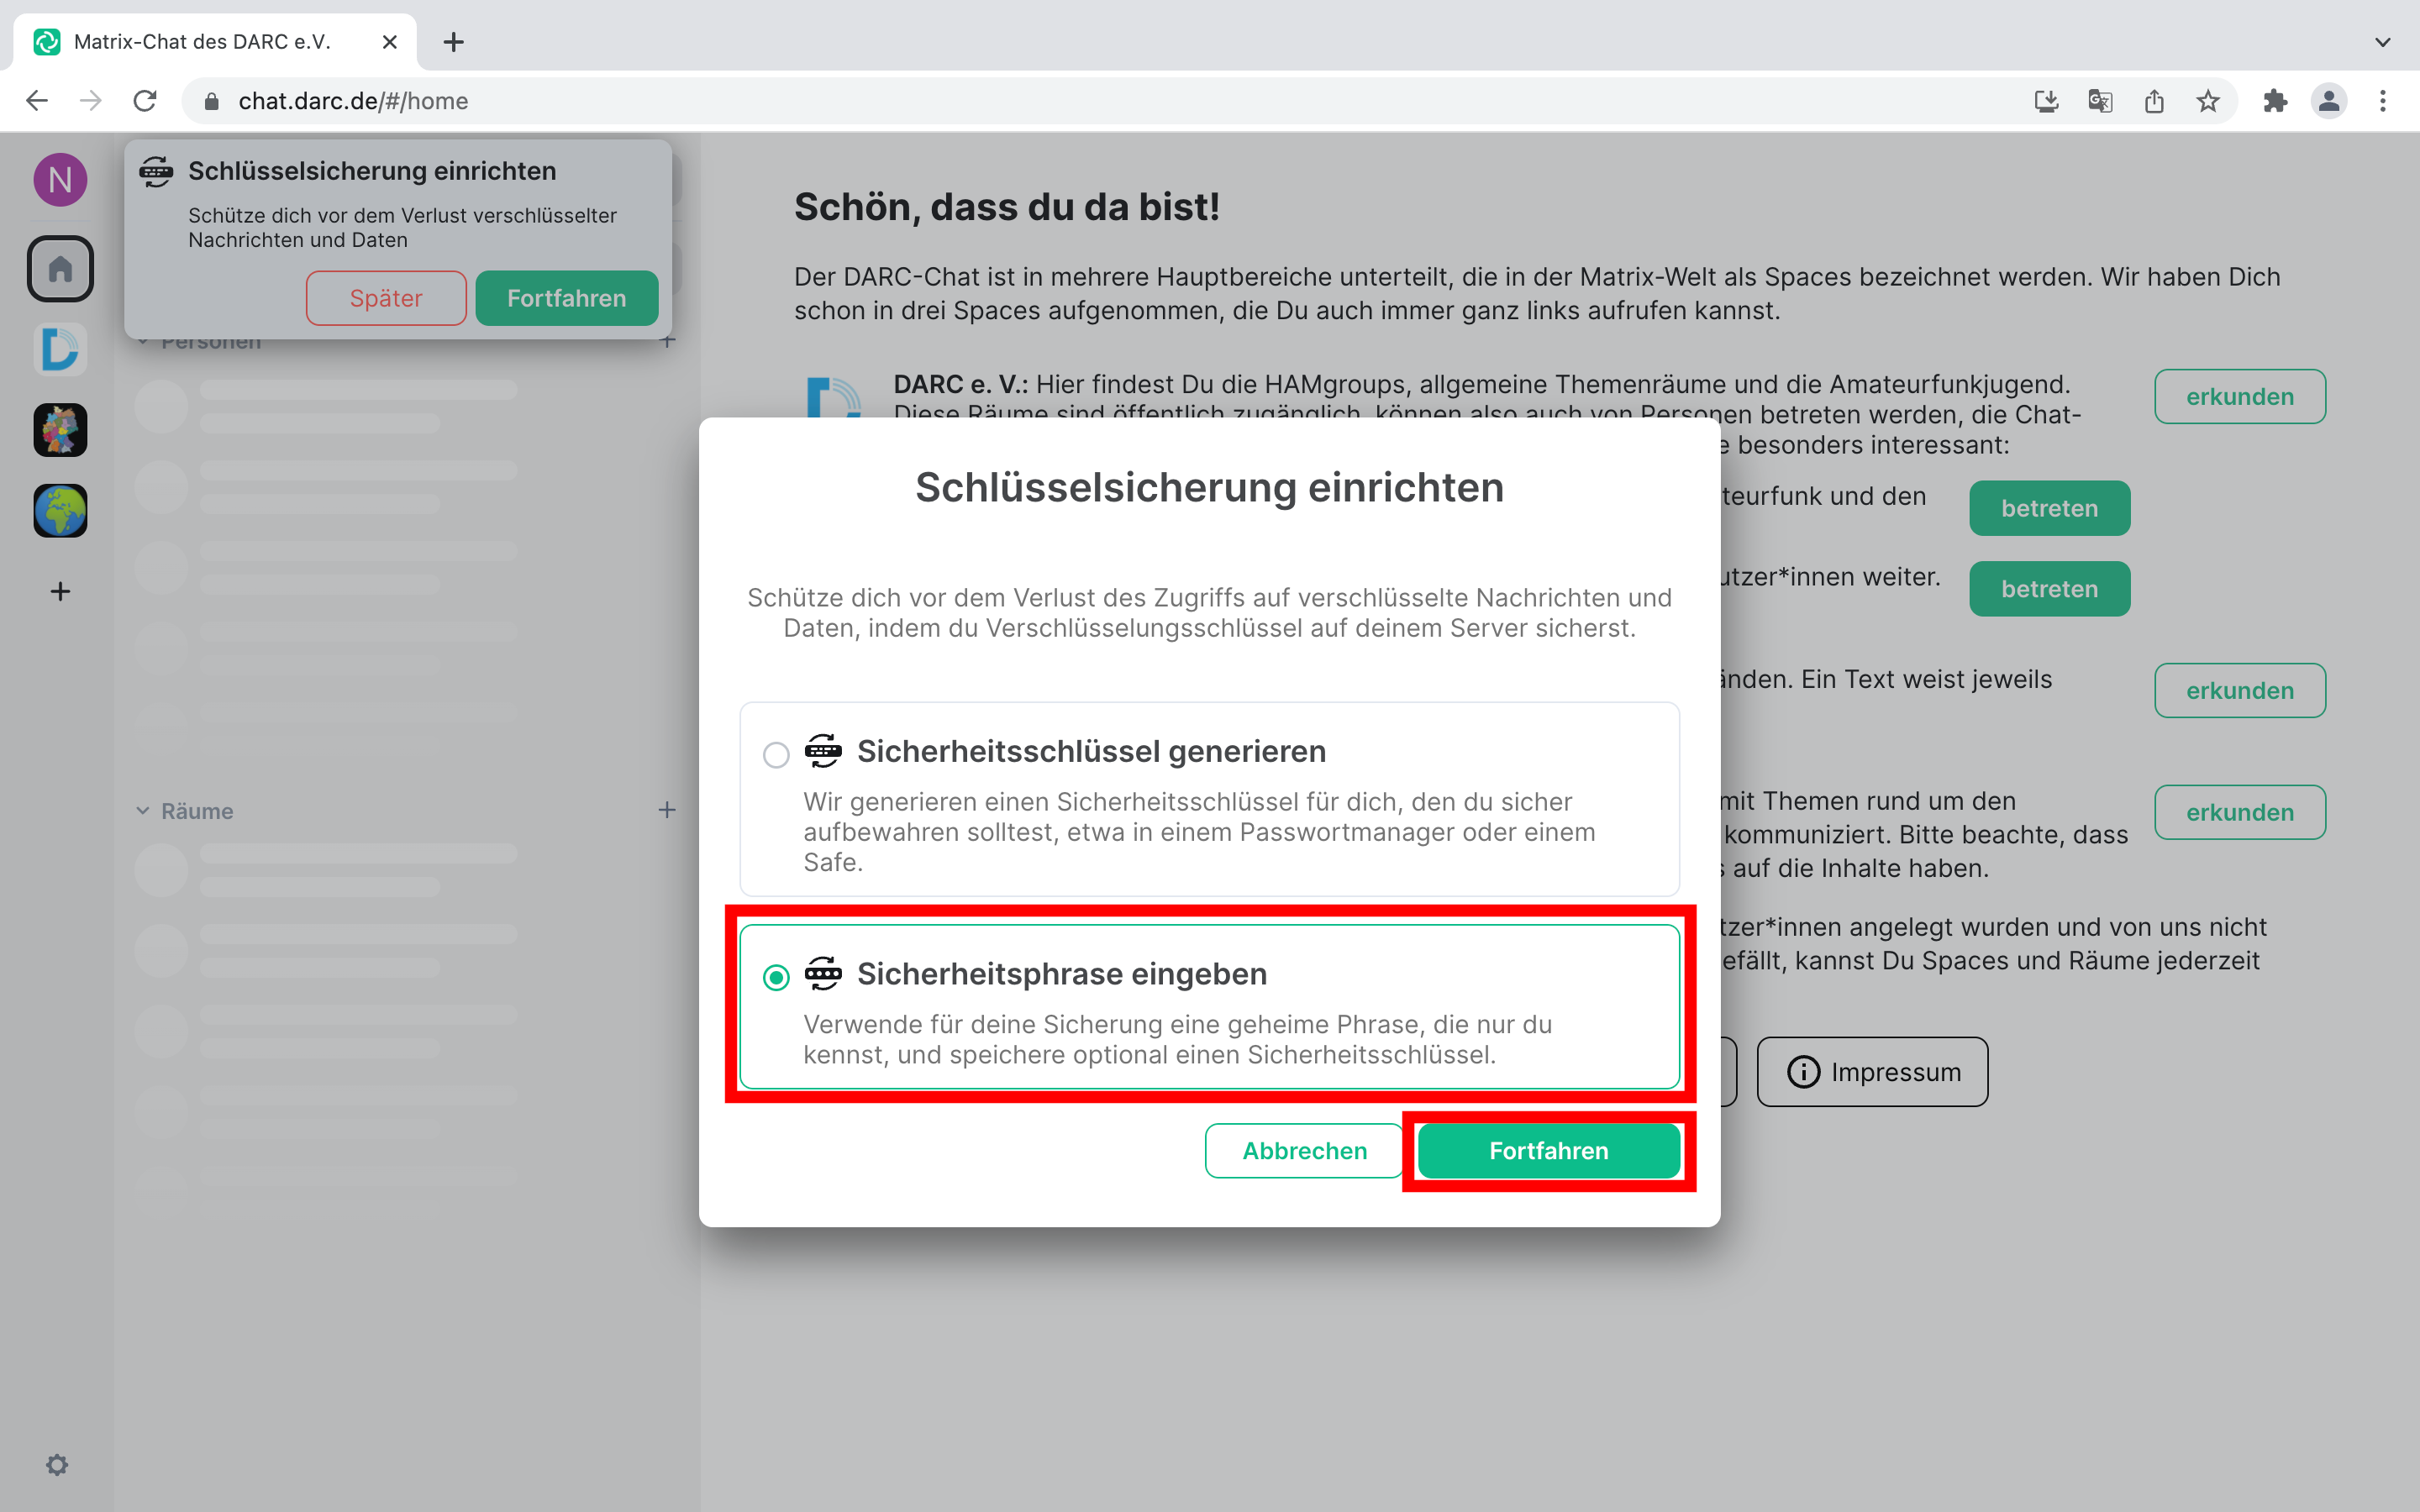 Matrix-Chat des DARC e.V.
chat.darc.de/#/home
N
Schlüsselsicherung einrichten
Schütze dich vor dem Verlust verschlüsselter
Nachrichten und Daten
Später
Fortfahren
Personen
Räume
Schön, dass du da bist!
Der DARC-Chat ist in mehrere Hauptbereiche unterteilt, die in der Matrix-Welt als Spaces bezeichnet werden. Wir haben Dich
schon in drei Spaces aufgenommen, die Du auch immer ganz links aufrufen kannst.
DARC e. V.: Hier findest Du die HAMgroups, allgemeine Themenräume und die Amateurfunkjugend.
Diese Räume sind öffentlich zugänglich, können also auch von Personen betreten werden, die Chat-
e besonders interessant:
erkunden
teurfunk und den
betreten
utzer*innen weiter.
betreten
änden. Ein Text weist jeweils
erkunden
mit Themen rund um den
kommuniziert. Bitte beachte, dass
s auf die Inhalte haben.
erkunden
tzer*innen angelegt wurden und von uns nicht
efällt, kannst Du Spaces und Räume jederzeit
Impressum
Schlüsselsicherung einrichten
Schütze dich vor dem Verlust des Zugriffs auf verschlüsselte Nachrichten und
Daten, indem du Verschlüsselungsschlüssel auf deinem Server sicherst.
Sicherheitsschlüssel generieren
Wir generieren einen Sicherheitsschlüssel für dich, den du sicher
aufbewahren solltest, etwa in einem Passwortmanager oder einem
Safe.
Sicherheitsphrase eingeben
Verwende für deine Sicherung eine geheime Phrase, die nur du
kennst, und speichere optional einen Sicherheitsschlüssel.
Abbrechen
Fortfahren